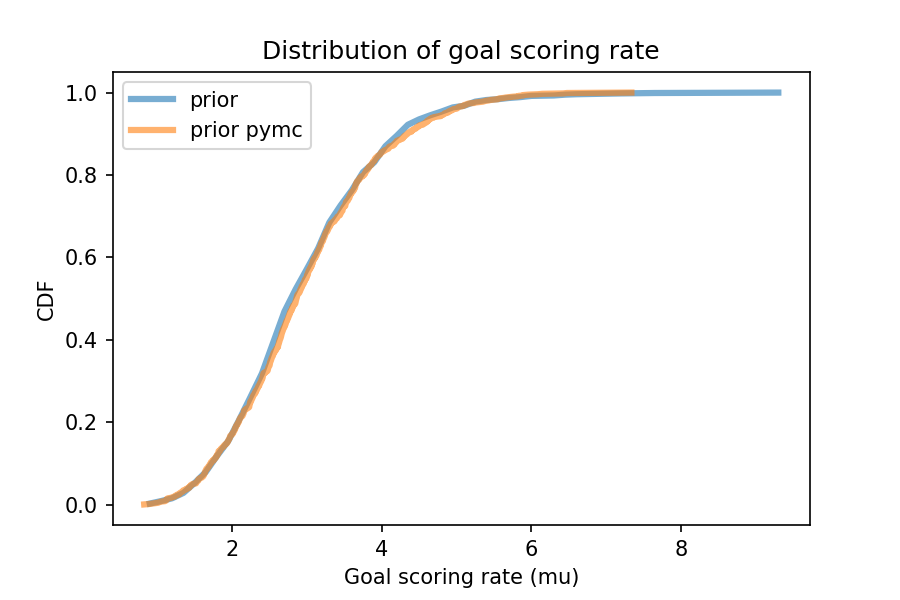 Distribution of goal scoring rate
prior
prior pymc
1.0
0.8
0.6
0.4
0.2
0.0
CDF
2 4 6 8
Goal scoring rate (mu)